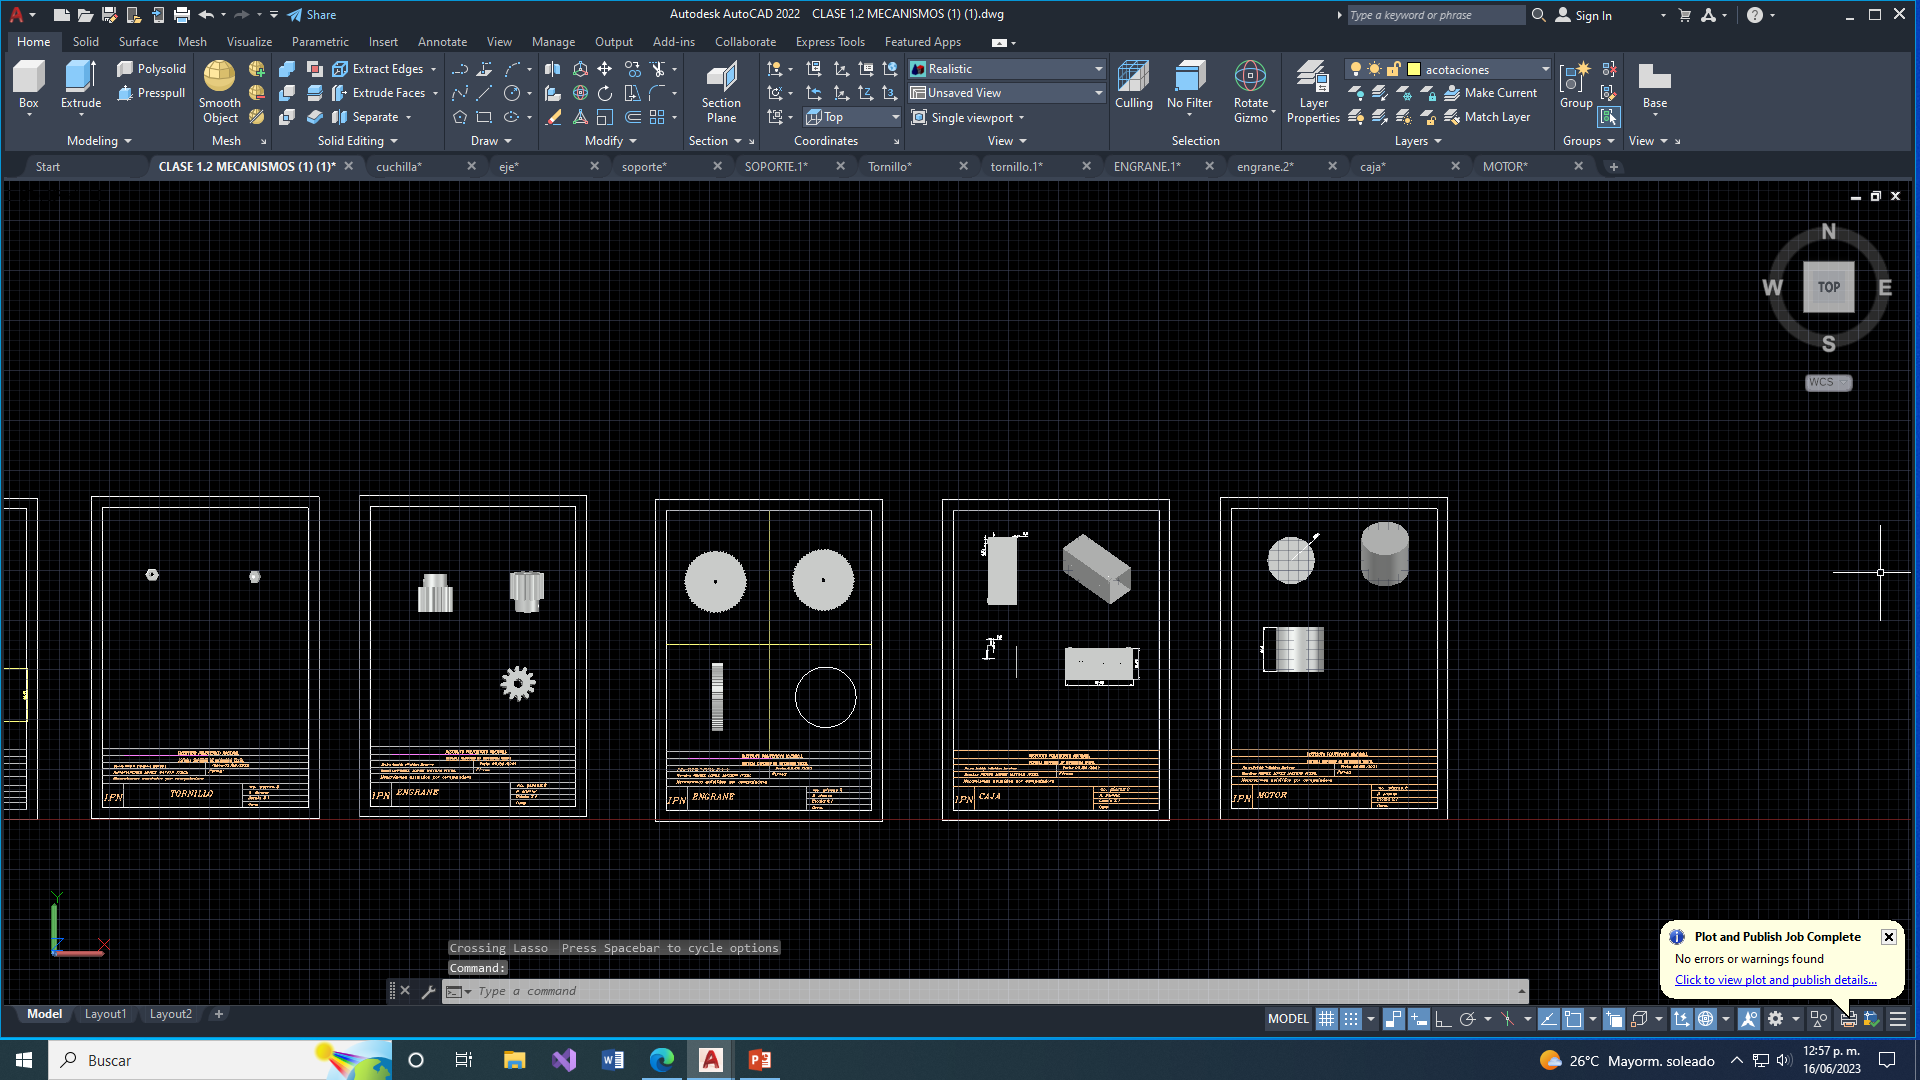 Share
Autodesk AutoCAD 2022 CLASE 1.2 MECANISMOS (1) (1).dwg
Type a keyword or phrase
Sign In
Home Solid Surface Mesh Visualize Parametric Insert Annotate View Manage Output Add-ins Collaborate Express Tools Featured Apps
Box
Extrude
Polysolid
Presspull
Modeling
Smooth Object
Mesh
Extract Edges
Extrude Faces
Separate
Solid Editing
Draw
Modify
Section Plane
Section
Top
Coordinates
Realistic
Unsaved View
Single viewport
View
Culling
No Filter
Rotate Gizmo
Selection
Layer Properties
acotaciones
Make Current
Match Layer
Layers
Group
Groups
Base
View
Start
CLASE 1.2 MECANISMOS (1) (1)*
cuchilla*
eje*
soporte*
SOPORTE.1*
Tornillo*
tornillo.1*
ENGRANE.1*
engrane.2*
caja*
MOTOR*
N
W TOP E
S
WCS
I.P.N TORNILLO
I.P.N ENGRANE
I.P.N ENGRANE
I.P.N CAJA
I.P.N MOTOR
Y
X
Crossing Lasso Press Spacebar to cycle options
Command:
Type a command
Plot and Publish Job Complete
No errors or warnings found
Click to view plot and publish details...
Model Layout1 Layout2
MODEL
Buscar
26°C Mayorm. soleado
12:57 p. m.
16/06/2023